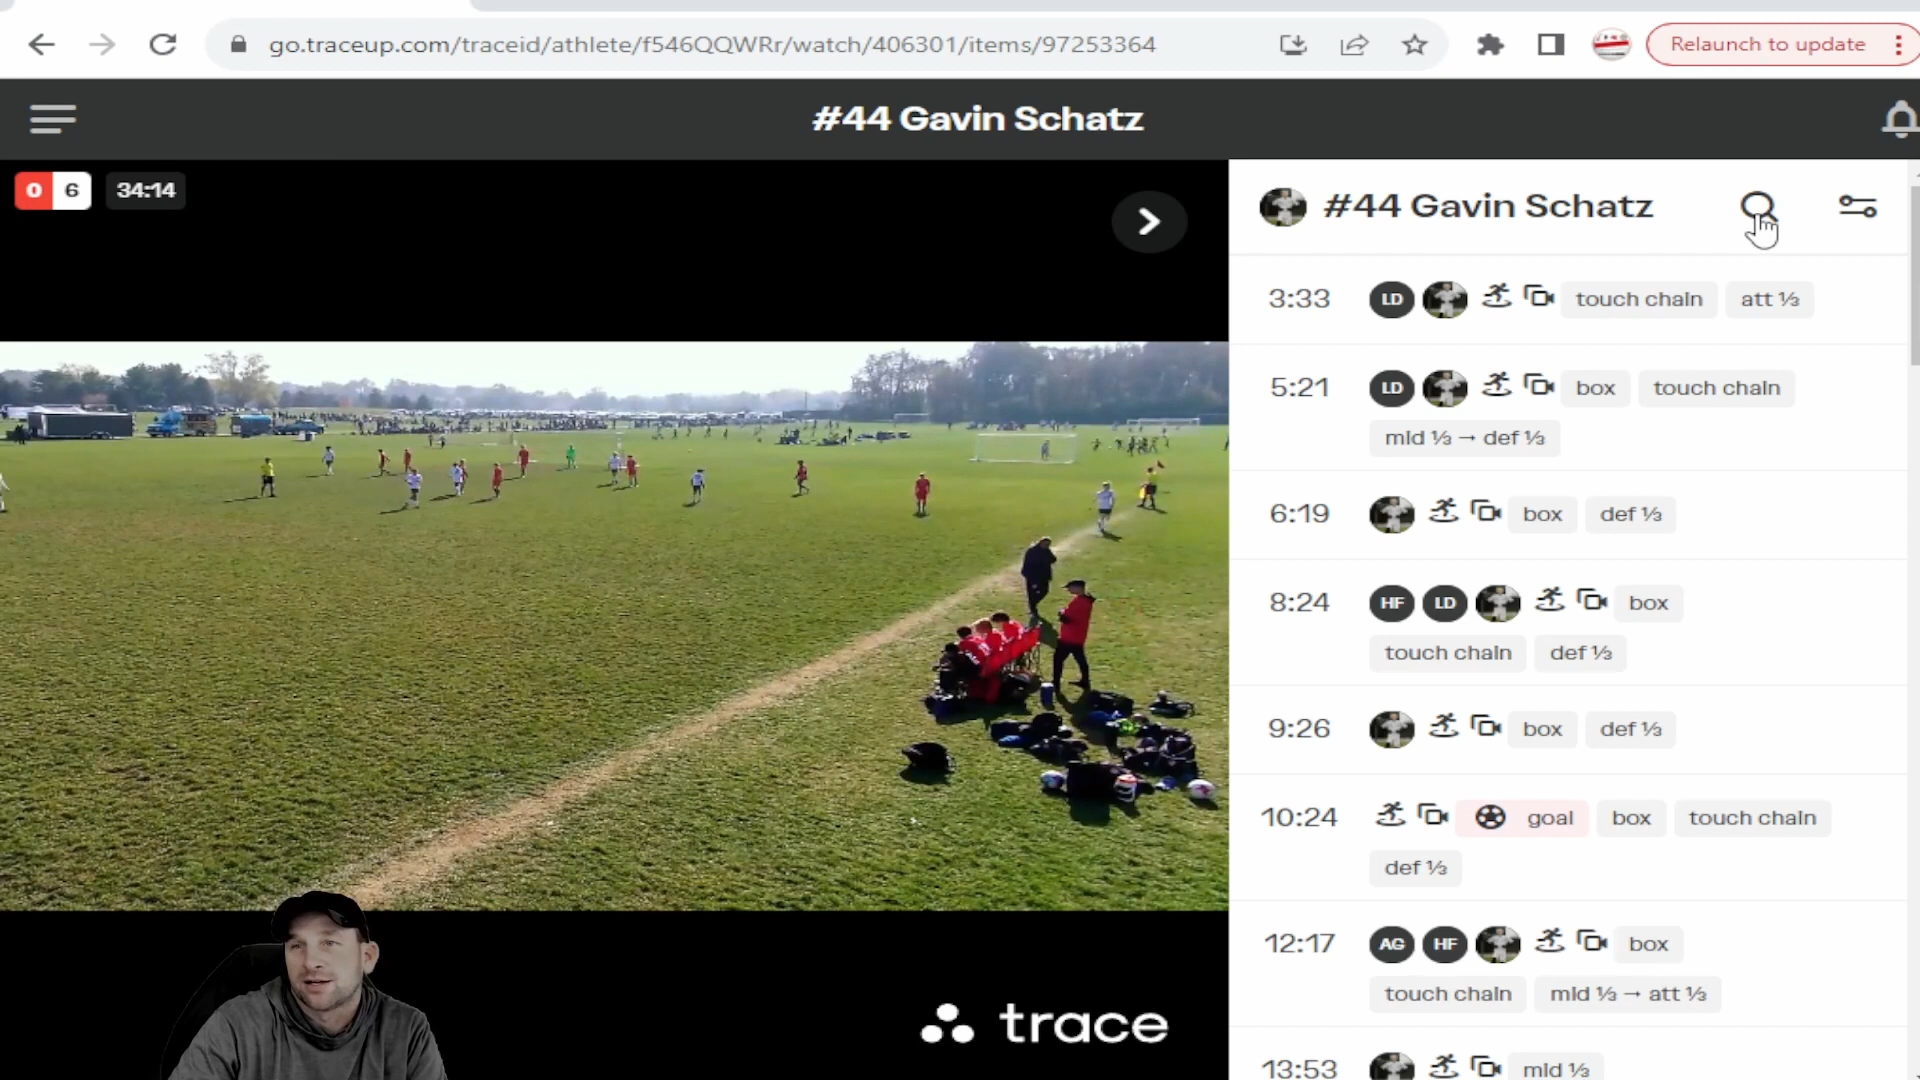 go.traceup.com/traceid/athlete/f546QQWRr/watch/406301/items/97253364
Relaunch to update
#44 Gavin Schatz
0 6 34:14
#44 Gavin Schatz
3:33 LD touch chain att ⅓
5:21 LD box touch chain
mid ⅓ → def ⅓
6:19 box def ⅓
8:24 HF LD box
touch chain def ⅓
9:26 box def ⅓
10:24 goal box touch chain
def ⅓
12:17 AG HF box
touch chain mid ⅓ → att ⅓
13:53 mid ⅓
trace